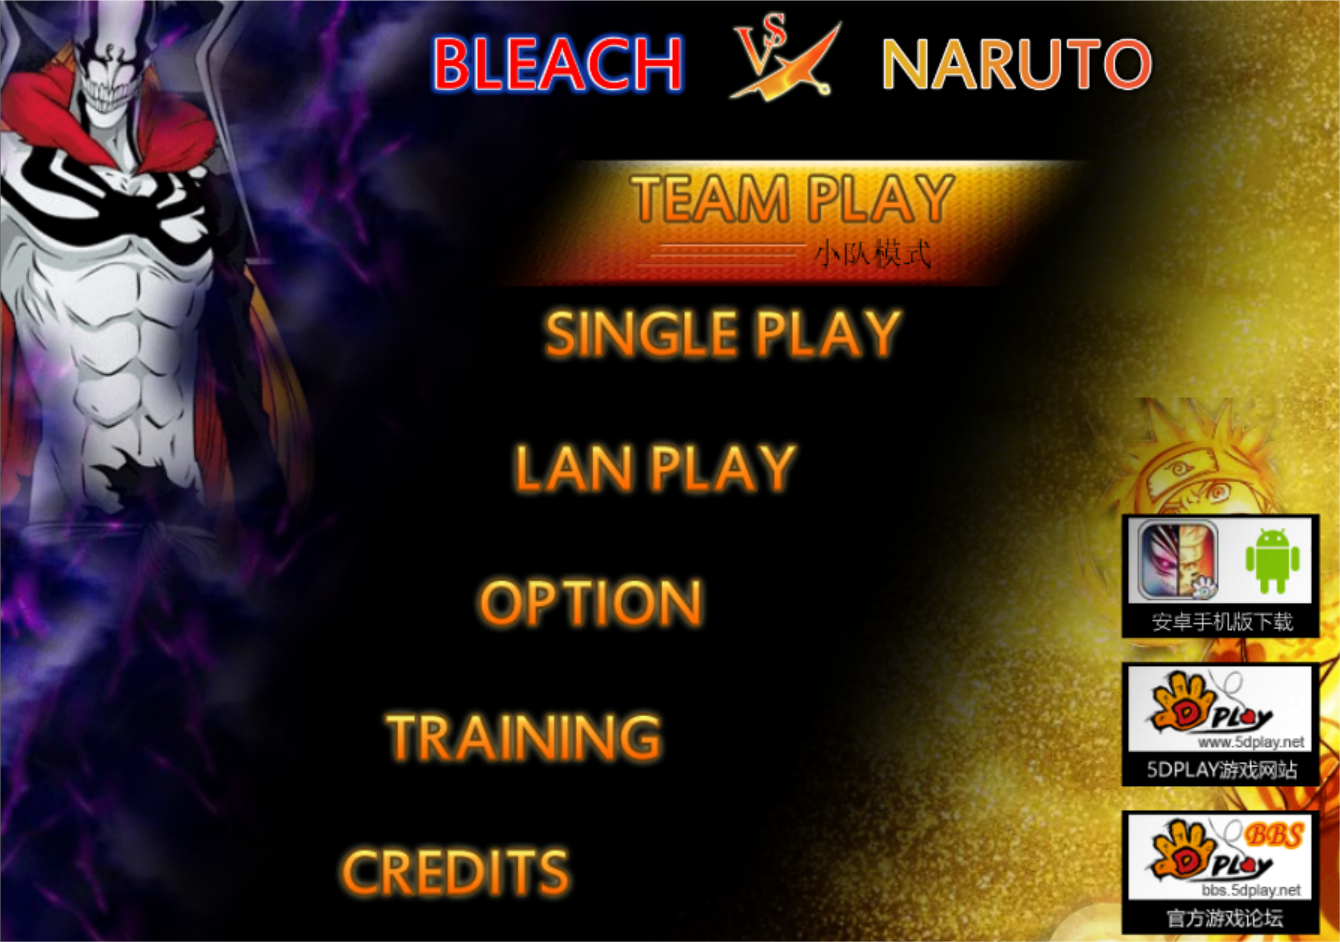 BLEACH VS NARUTO
TEAM PLAY
小队模式
SINGLE PLAY
LAN PLAY
OPTION
TRAINING
CREDITS
安卓手机版下载
D PLAY
www.5dplay.net
5DPLAY游戏网站
D PLAY BBS
bbs.5dplay.net
官方游戏论坛